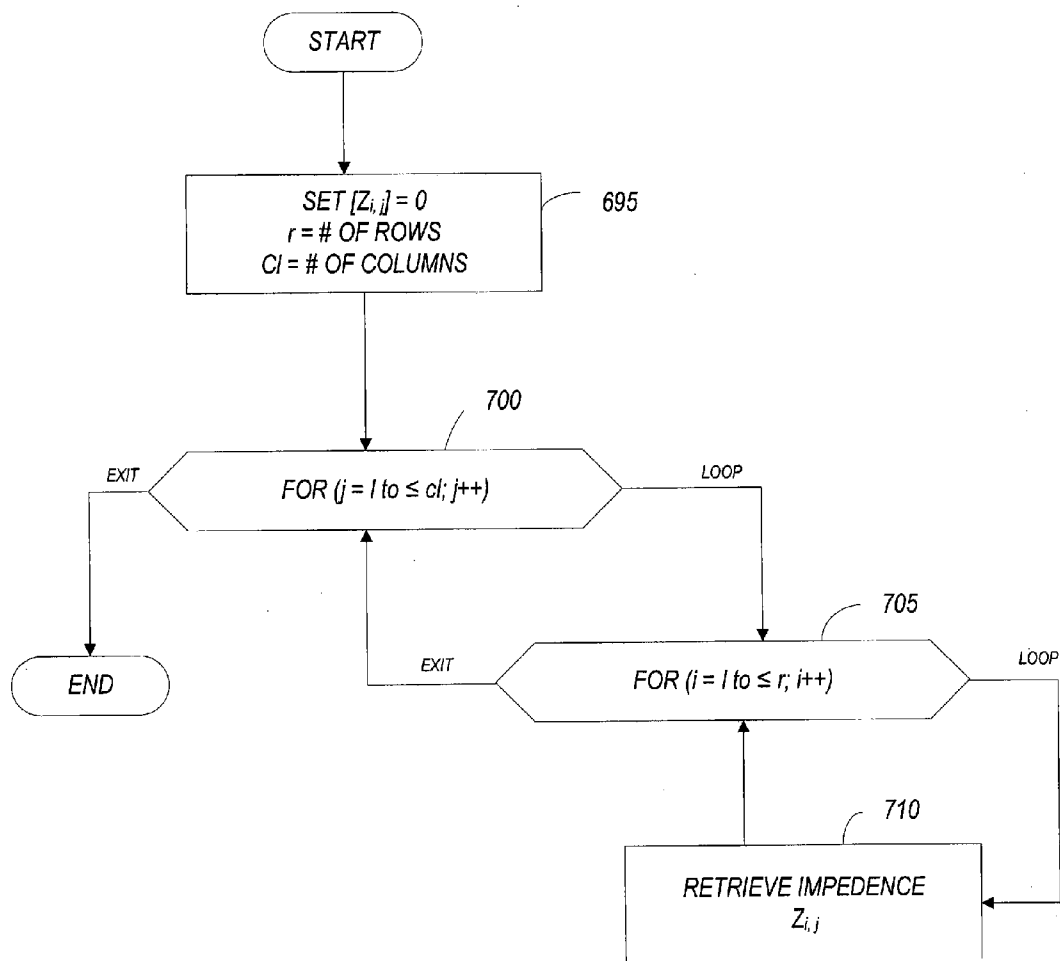 START
SET [Zi, j] = 0
r = # OF ROWS
Cl = # OF COLUMNS
695
700
EXIT
FOR (j = l to ≤ cl; j++)
LOOP
705
END
EXIT
FOR (i = l to ≤ r; i++)
LOOP
710
RETRIEVE IMPEDENCE
Zi, j